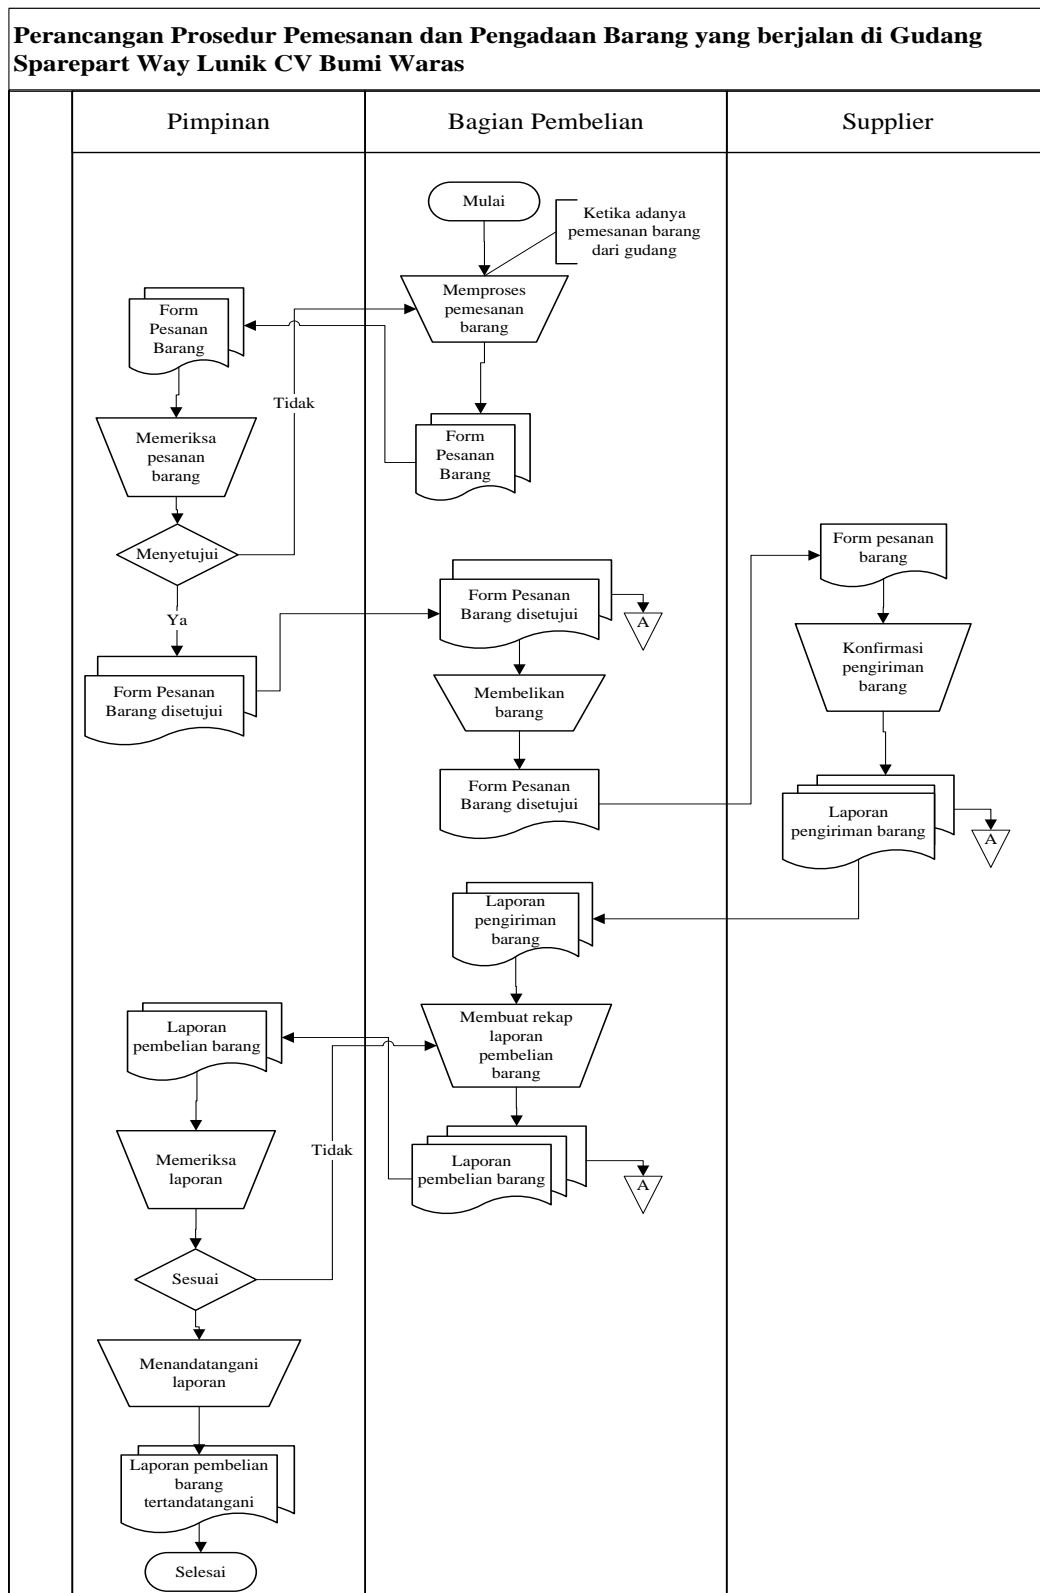 Perancangan Prosedur Pemesanan dan Pengadaan Barang yang berjalan di Gudang
Sparepart Way Lunik CV Bumi Waras
Pimpinan
Bagian Pembelian
Supplier
Mulai
Ketika adanya
pemesanan barang
dari gudang
Memproses
pemesanan
barang
Form
Pesanan
Barang
Tidak
Form
Pesanan
Barang
Memeriksa
pesanan
barang
Menyetujui
Ya
Form Pesanan
Barang disetujui
Form Pesanan
Barang disetujui
A
Membelikan
barang
Form Pesanan
Barang disetujui
Form pesanan
barang
Konfirmasi
pengiriman
barang
Laporan
pengiriman barang
A
Laporan
pengiriman
barang
Membuat rekap
laporan
pembelian
barang
Laporan
pembelian barang
A
Laporan
pembelian barang
Memeriksa
laporan
Tidak
Sesuai
Menandatangani
laporan
Laporan pembelian
barang
tertandatangani
Selesai